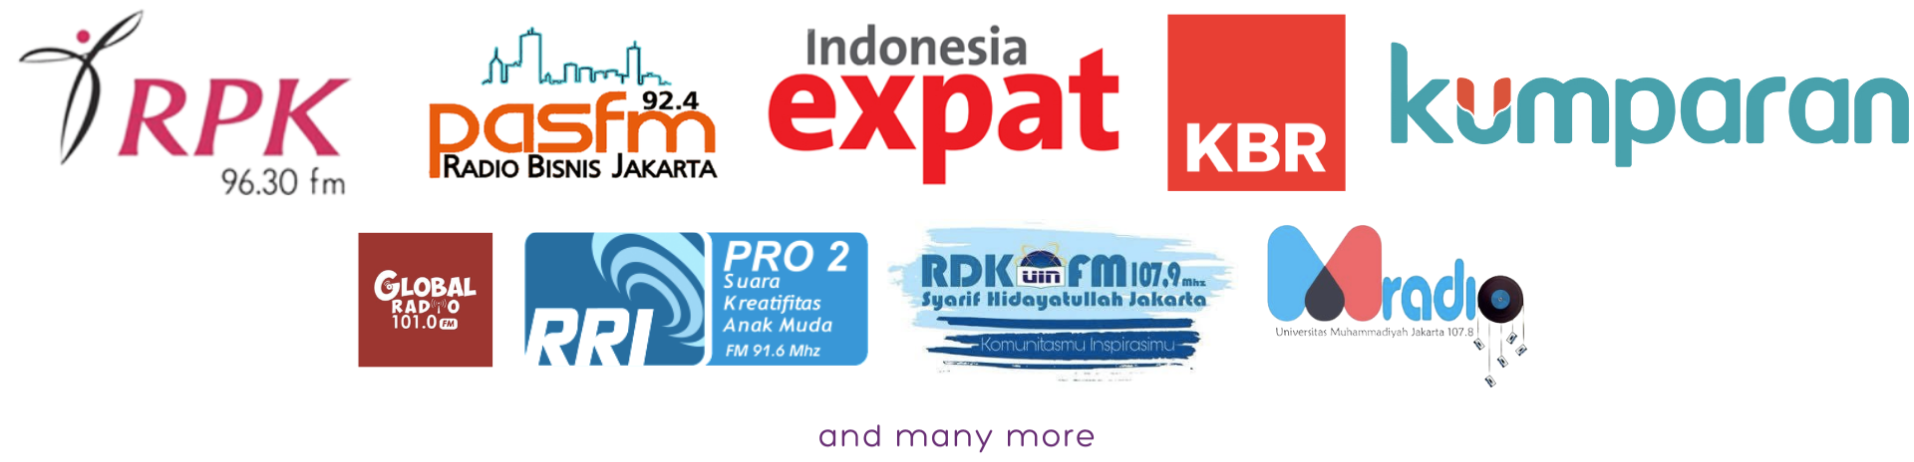 RPK
96.30 fm
pasfm
92.4
RADIO BISNIS JAKARTA
Indonesia
expat
KBR
kumparan
GLOBAL
RADIO
101.0 FM
RRI
PRO 2
Suara
Kreatifitas
Anak Muda
FM 91.6 Mhz
RDK UIN FM 107,9 mhz
Syarif Hidayatullah Jakarta
Komunitasmu Inspirasimu
Mradio
Universitas Muhammadiyah Jakarta 107.8
and many more